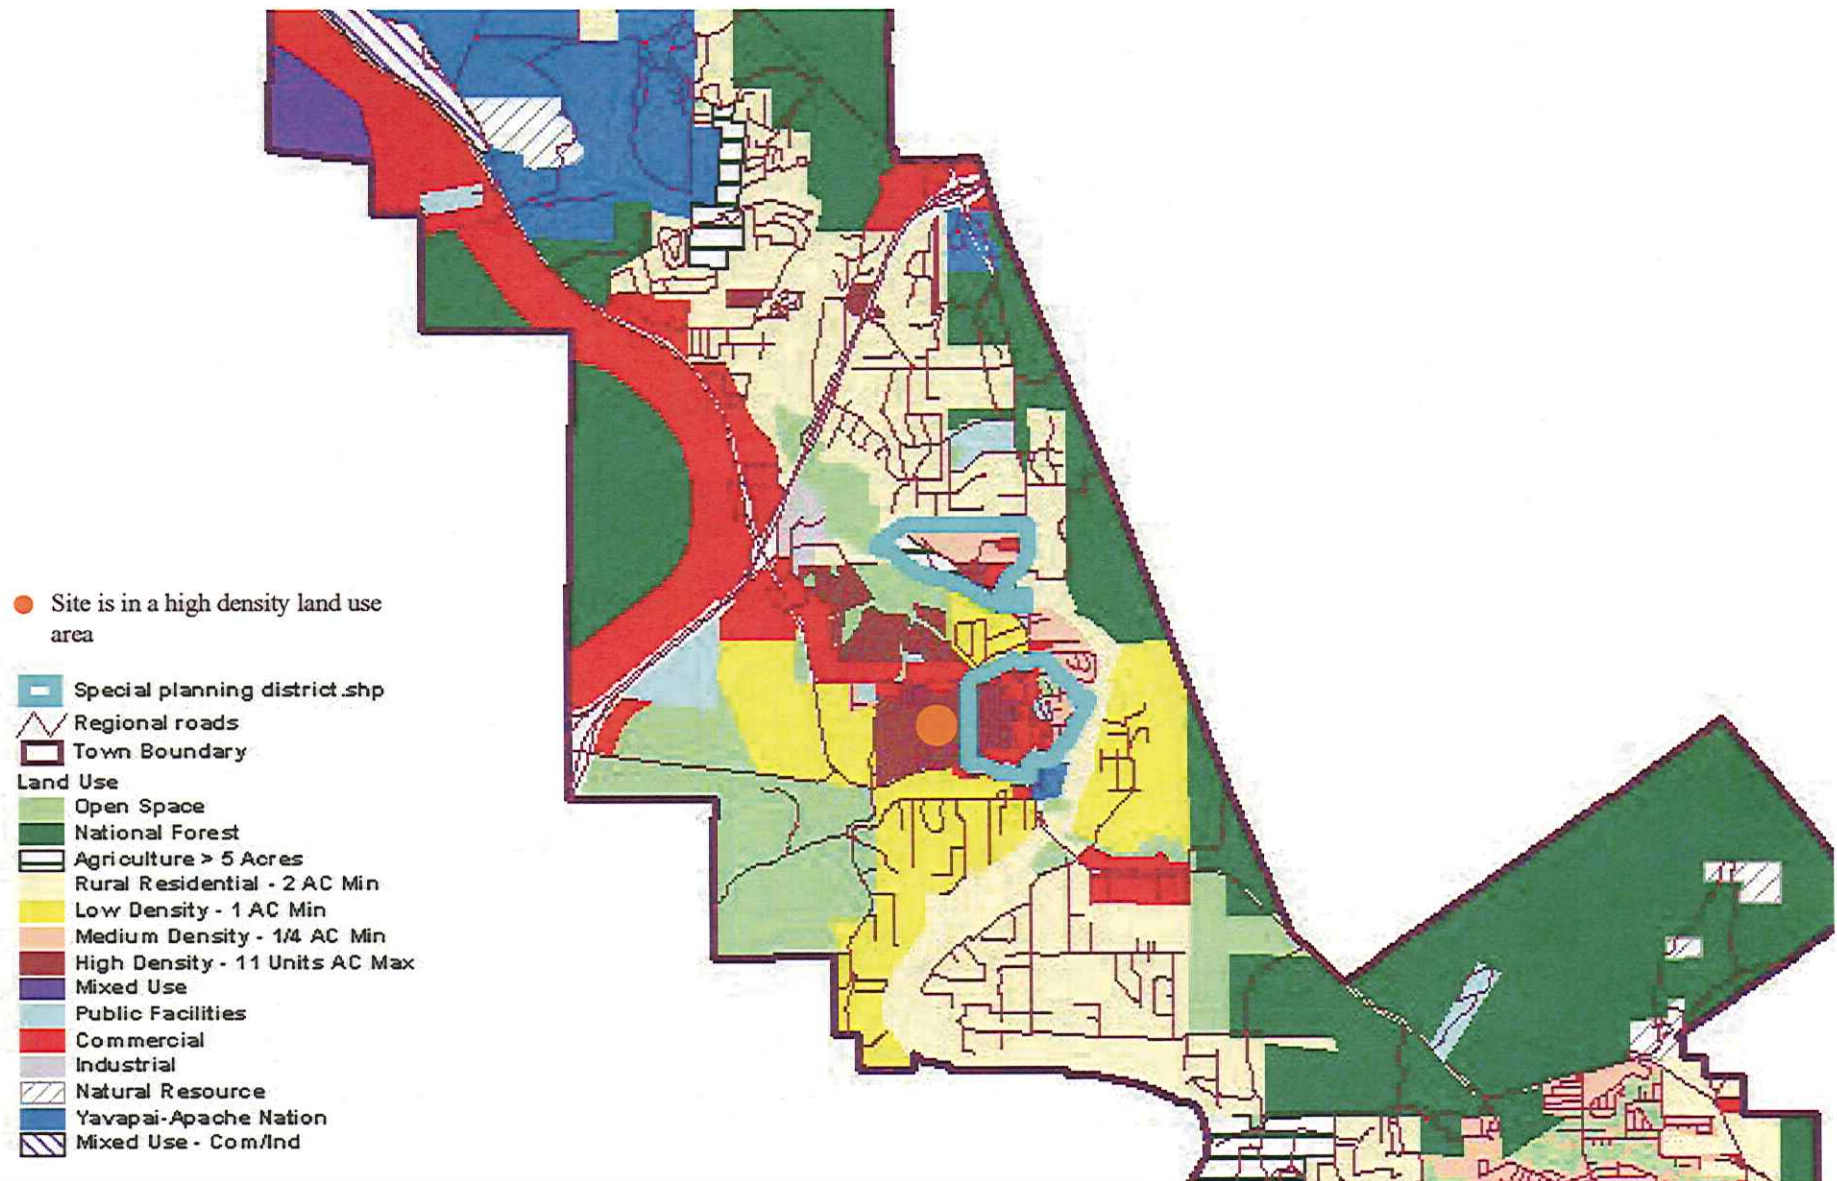 Site is in a high density land use
area
Special planning district.shp
Regional roads
Town Boundary
Land Use
Open Space
National Forest
Agriculture > 5 Acres
Rural Residential - 2 AC Min
Low Density - 1 AC Min
Medium Density - 1/4 AC Min
High Density - 11 Units AC Max
Mixed Use
Public Facilities
Commercial
Industrial
Natural Resource
Yavapai-Apache Nation
Mixed Use - Com/Ind